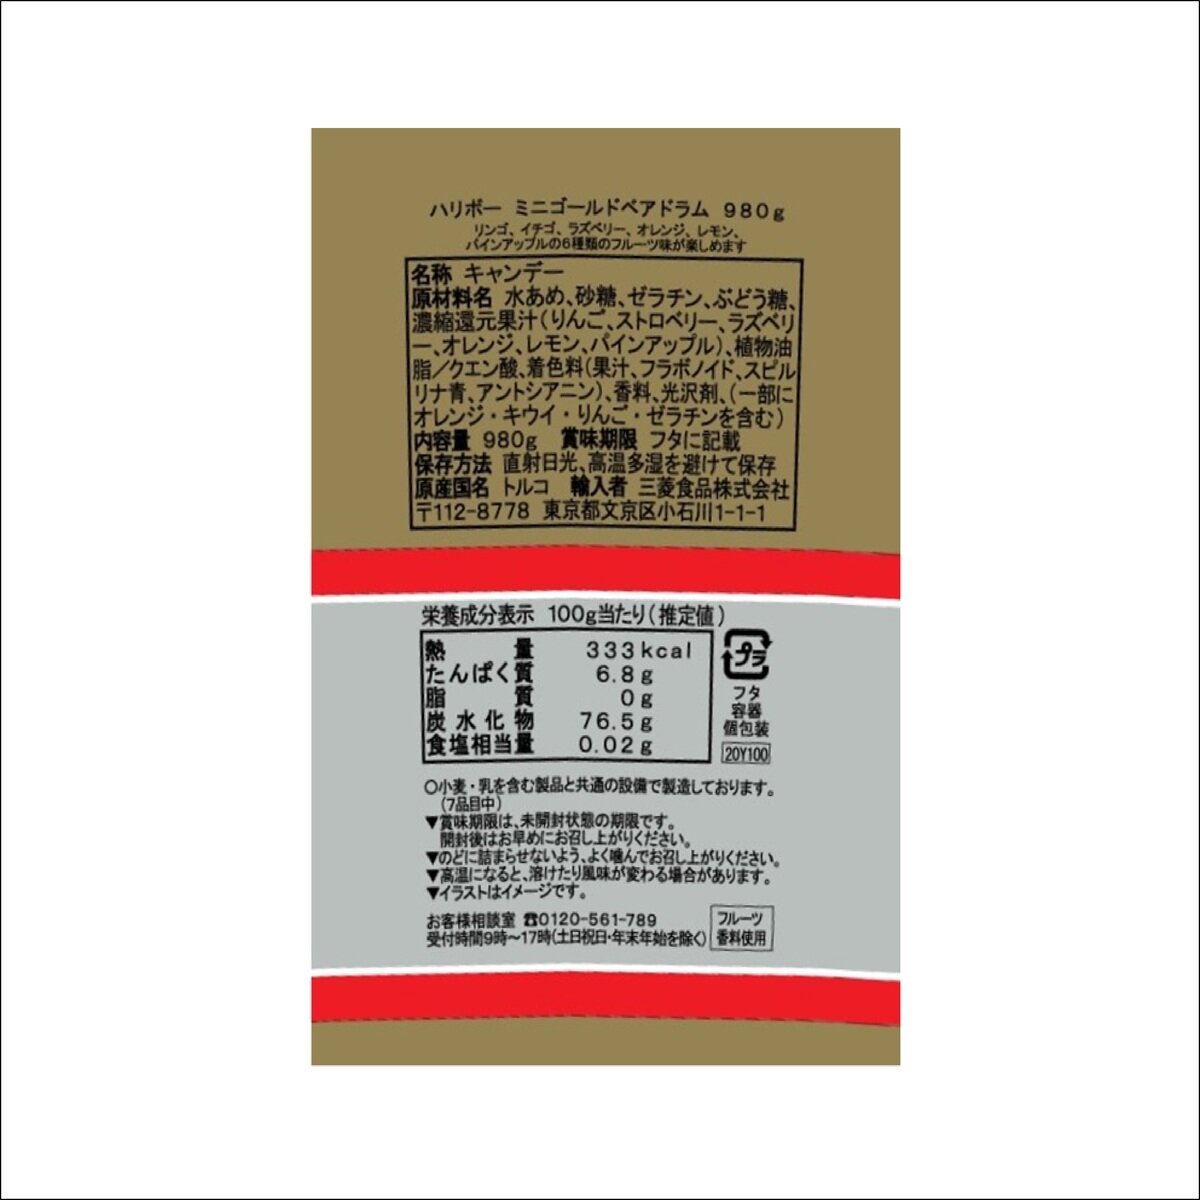 ハリボー ミニゴールドベアドラム 980g
リンゴ、イチゴ、ラズベリー、オレンジ、レモン、
パインアップルの6種類のフルーツ味が楽しめます
名称 キャンデー
原材料名 水あめ、砂糖、ゼラチン、ぶどう糖、
濃縮還元果汁(りんご、ストロベリー、ラズベリ
ー、オレンジ、レモン、パインアップル)、植物油
脂/クエン酸、着色料(果汁、フラボノイド、スピル
リナ青、アントシアニン)、香料、光沢剤、(一部に
オレンジ・キウイ・りんご・ゼラチンを含む)
内容量 980g 賞味期限 フタに記載
保存方法 直射日光、高温多湿を避けて保存
原産国名 トルコ 輸入者 三菱食品株式会社
〒112-8778 東京都文京区小石川1-1-1
栄養成分表示 100g当たり(推定値)
熱量 333kcal
たんぱく質 6.8g
脂質 0g
炭水化物 76.5g
食塩相当量 0.02g
プラ
フタ
容器
個包装
20Y100
○小麦・乳を含む製品と共通の設備で製造しております。
(7品目中)
▼賞味期限は、未開封状態の期限です。
開封後はお早めにお召し上がりください。
▼のどに詰まらせないよう、よく噛んでお召し上がりください。
▼高温になると、溶けたり風味が変わる場合があります。
▼イラストはイメージです。
お客様相談室 ☎0120-561-789
受付時間9時～17時(土日祝日・年末年始を除く)
フルーツ
香料使用